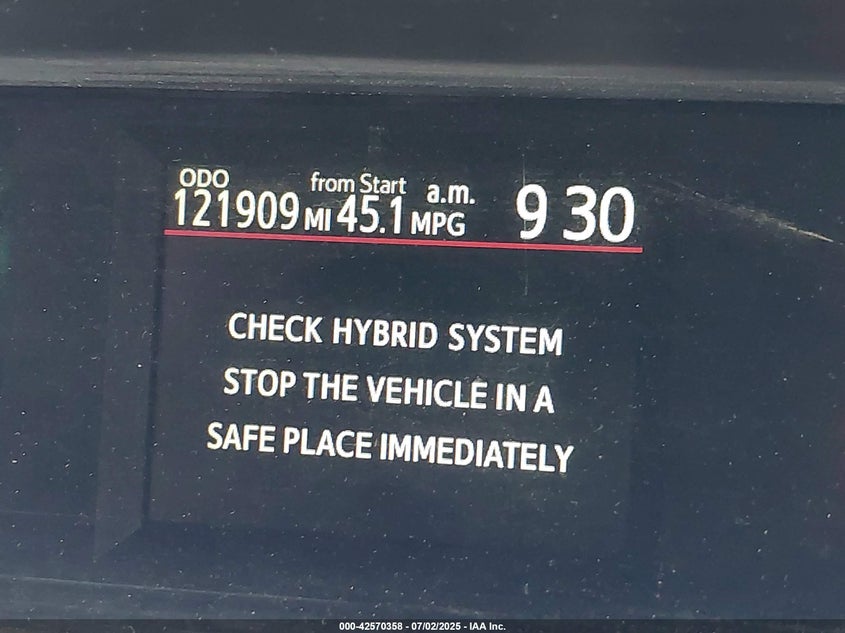 ODO from Start a.m. 9 30
121909 MI 45.1 MPG
CHECK HYBRID SYSTEM
STOP THE VEHICLE IN A
SAFE PLACE IMMEDIATELY
000-42570358 - 07/02/2025 - IAA Inc.